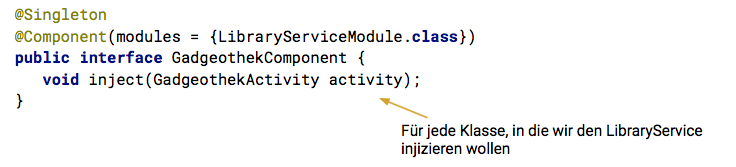 @Singleton
@Component(modules = {LibraryServiceModule.class})
public interface GadgeothekComponent {
void inject(GadgeothekActivity activity);
}
Für jede Klasse, in die wir den LibraryService
injizieren wollen